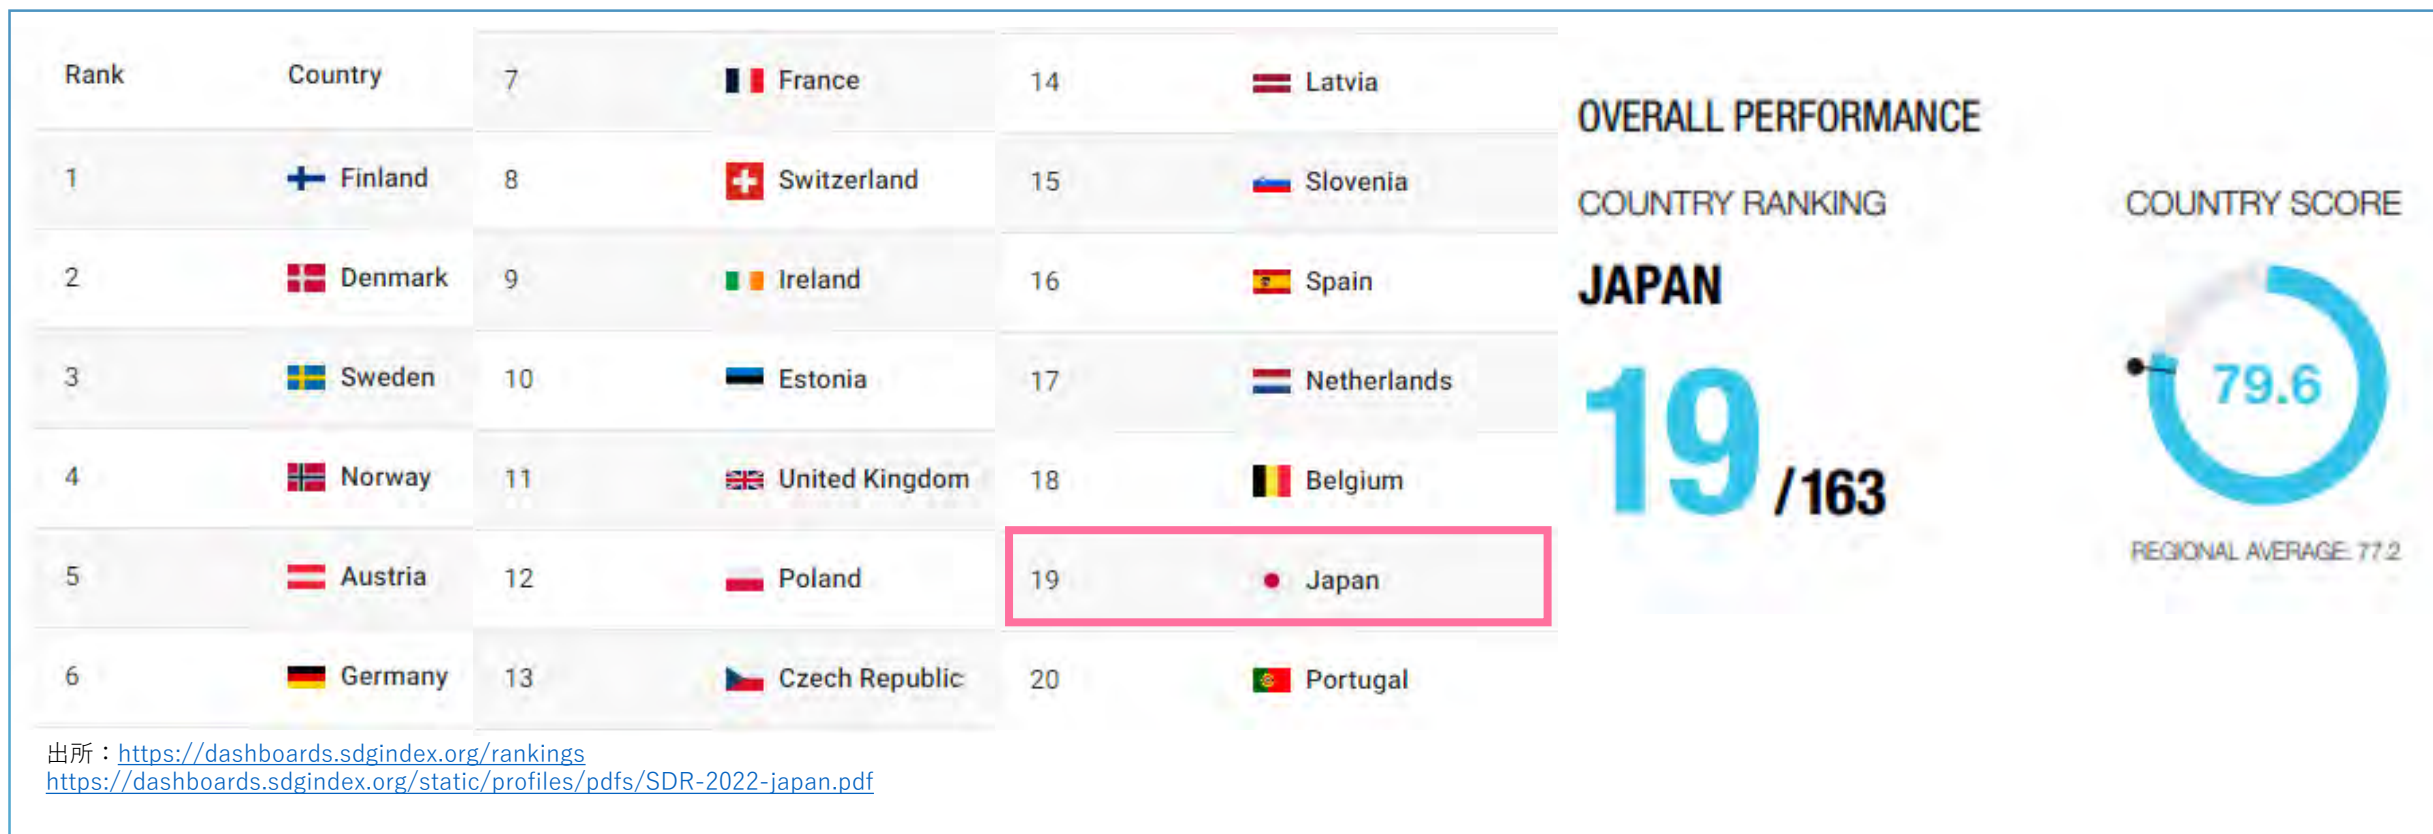 Rank Country
1 Finland
2 Denmark
3 Sweden
4 Norway
5 Austria
6 Germany
7 France
8 Switzerland
9 Ireland
10 Estonia
11 United Kingdom
12 Poland
13 Czech Republic
14 Latvia
15 Slovenia
16 Spain
17 Netherlands
18 Belgium
19 Japan
20 Portugal
OVERALL PERFORMANCE
COUNTRY RANKING
JAPAN
19 /163
COUNTRY SCORE
79.6
REGIONAL AVERAGE: 77.2
出所：https://dashboards.sdgindex.org/rankings
https://dashboards.sdgindex.org/static/profiles/pdfs/SDR-2022-japan.pdf